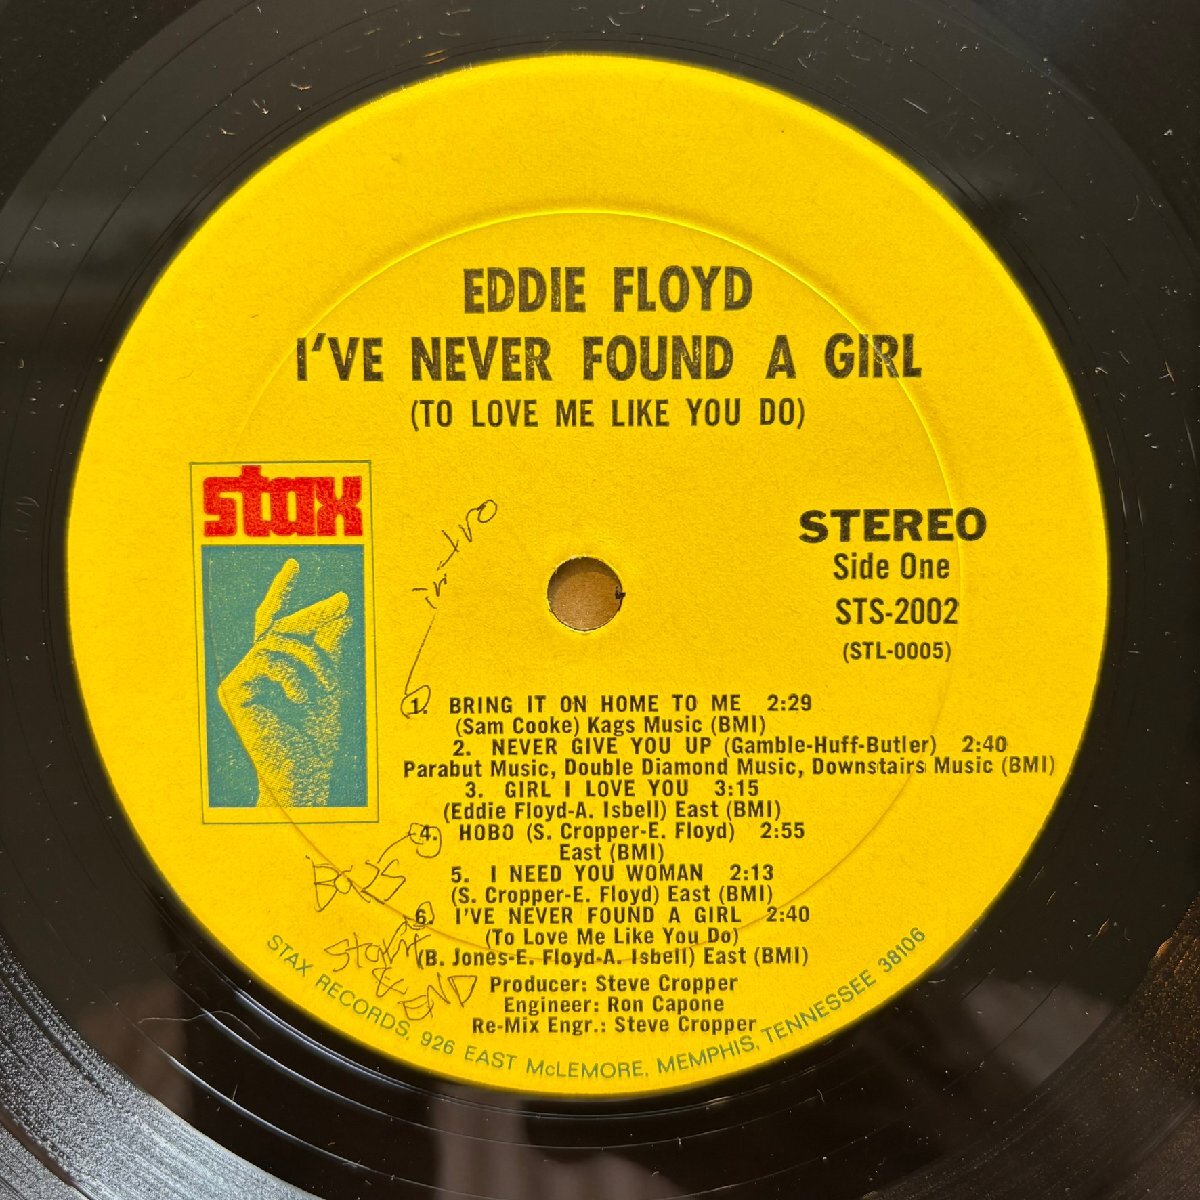 EDDIE FLOYD
I'VE NEVER FOUND A GIRL
(TO LOVE ME LIKE YOU DO)
stax
intro
STEREO
Side One
STS-2002
(STL-0005)
1. BRING IT ON HOME TO ME 2:29
(Sam Cooke) Kags Music (BMI)
2. NEVER GIVE YOU UP (Gamble-Huff-Butler) 2:40
Parabut Music, Double Diamond Music, Downstairs Music (BMI)
3. GIRL I LOVE YOU 3:15
(Eddie Floyd-A. Isbell) East (BMI)
4. HOBO (S. Cropper-E. Floyd) 2:55
East (BMI)
Bass
5. I NEED YOU WOMAN 2:13
(S. Cropper-E. Floyd) East (BMI)
6. I'VE NEVER FOUND A GIRL 2:40
(To Love Me Like You Do)
(B. Jones-E. Floyd-A. Isbell) East (BMI)
Start
& END
Producer: Steve Cropper
Engineer: Ron Capone
Re-Mix Engr.: Steve Cropper
STAX RECORDS, 926 EAST McLEMORE, MEMPHIS, TENNESSEE 38106